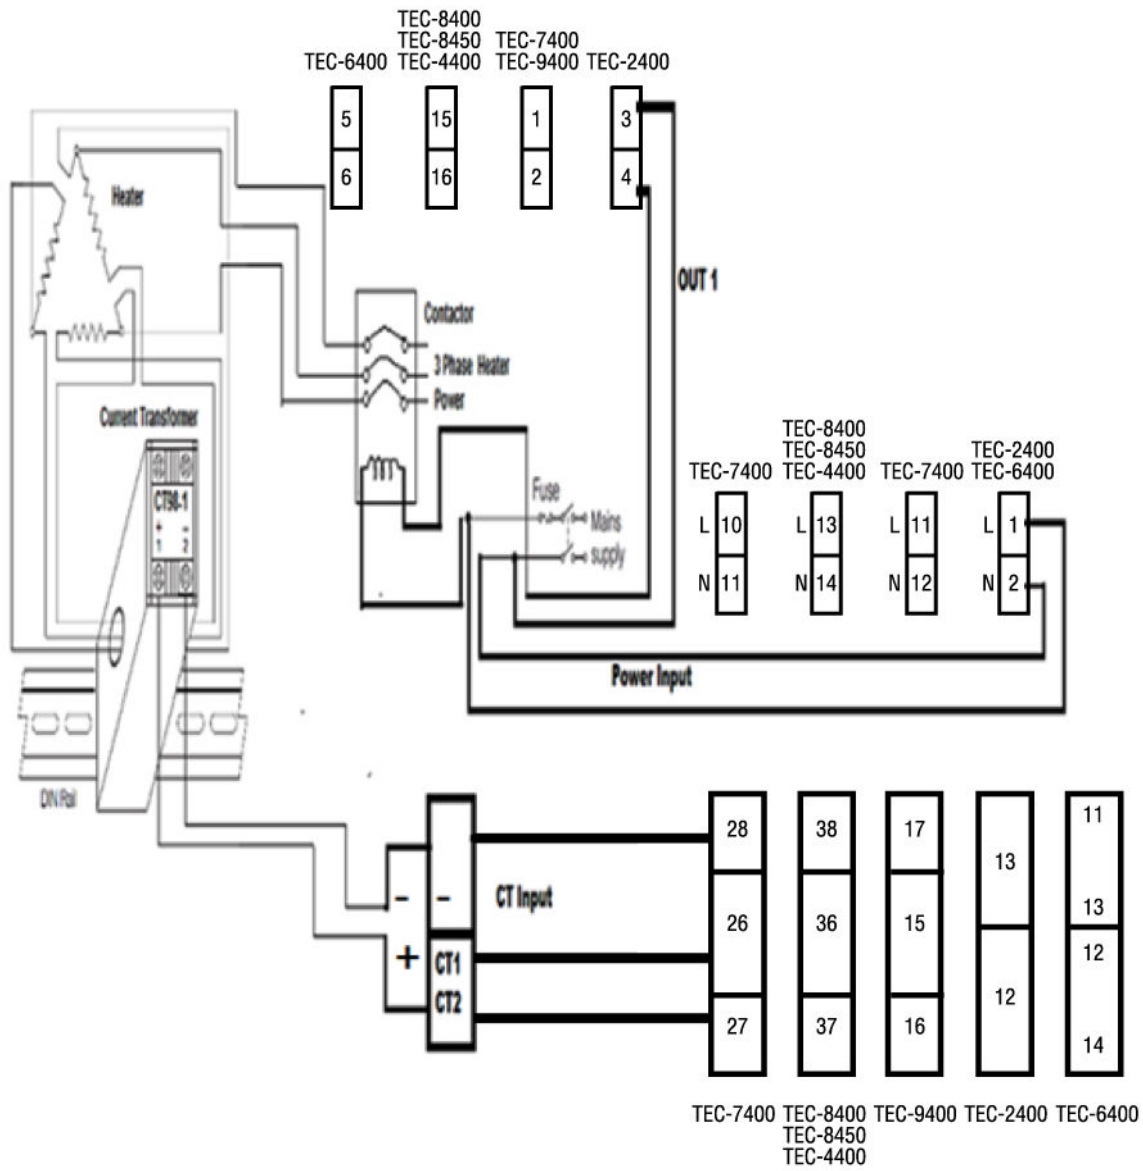 TEC-8400
TEC-8450 TEC-7400
TEC-6400 TEC-4400 TEC-9400 TEC-2400
5 15 1 3
6 16 2 4
Heater
OUT 1
Contactor
3 Phase Heater
Power
Current Transformer
CT98-1
+ -
1 2
Fuse
Mains
supply
TEC-8400
TEC-8450 TEC-2400
TEC-7400 TEC-4400 TEC-7400 TEC-6400
L 10 L 13 L 11 L 1
N 11 N 14 N 12 N 2
Power Input
DIN Rail
- -
CT Input
+ CT1
CT2
28 38 17 13 11
13
26 36 15 12 12
27 37 16 14
TEC-7400 TEC-8400 TEC-9400 TEC-2400 TEC-6400
TEC-8450
TEC-4400